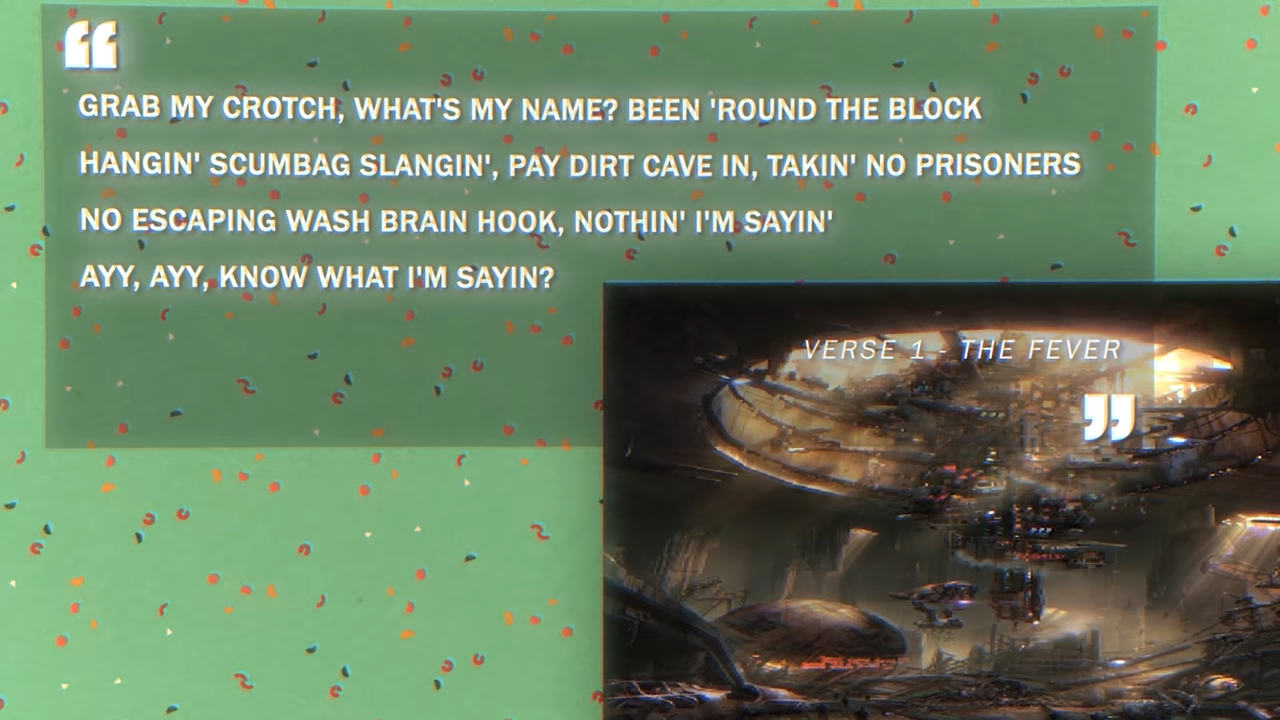 “
GRAB MY CROTCH, WHAT'S MY NAME? BEEN 'ROUND THE BLOCK
HANGIN' SCUMBAG SLANGIN', PAY DIRT CAVE IN, TAKIN' NO PRISONERS
NO ESCAPING WASH BRAIN HOOK, NOTHIN' I'M SAYIN'
AYY, AYY, KNOW WHAT I'M SAYIN?
VERSE 1 - THE FEVER
”